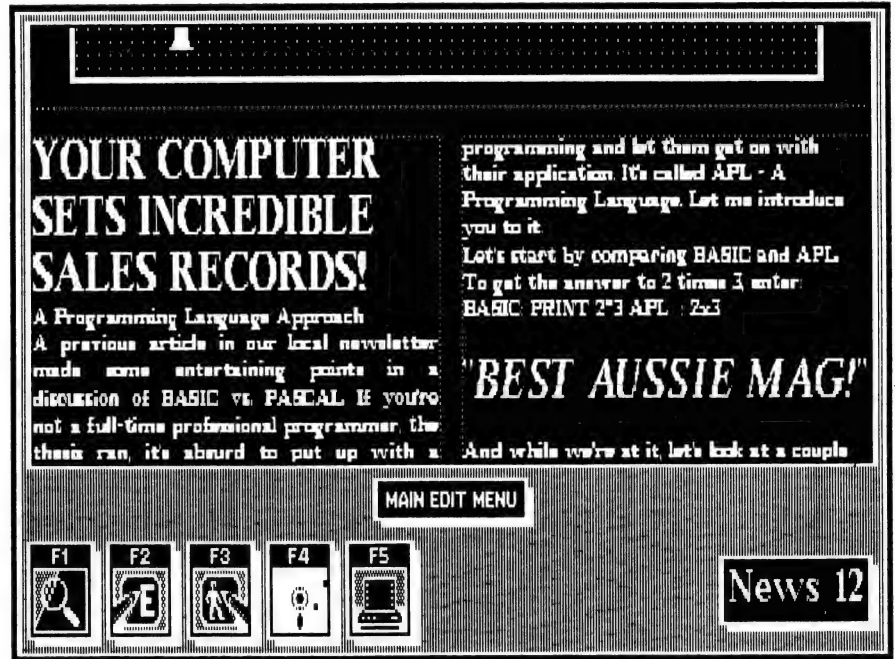 YOUR COMPUTER
SETS INCREDIBLE
SALES RECORDS!
A Programming Language Approach
A previous article in our local newsletter
made some entertaining points in a
discussion of BASIC vs. PASCAL. If you're
not a full-time professional programmer, the
thesis ran, it's absurd to put up with a
programming and let them get on with
their application. It's called APL - A
Programming Language. Let me introduce
you to it.
Let's start by comparing BASIC and APL.
To get the answer to 2 times 3, enter:
BASIC: PRINT 2*3 APL : 2x3
"BEST AUSSIE MAG!"
And while we're at it, let's look at a couple
MAIN EDIT MENU
F1 F2 F3 F4 F5
E
News 12